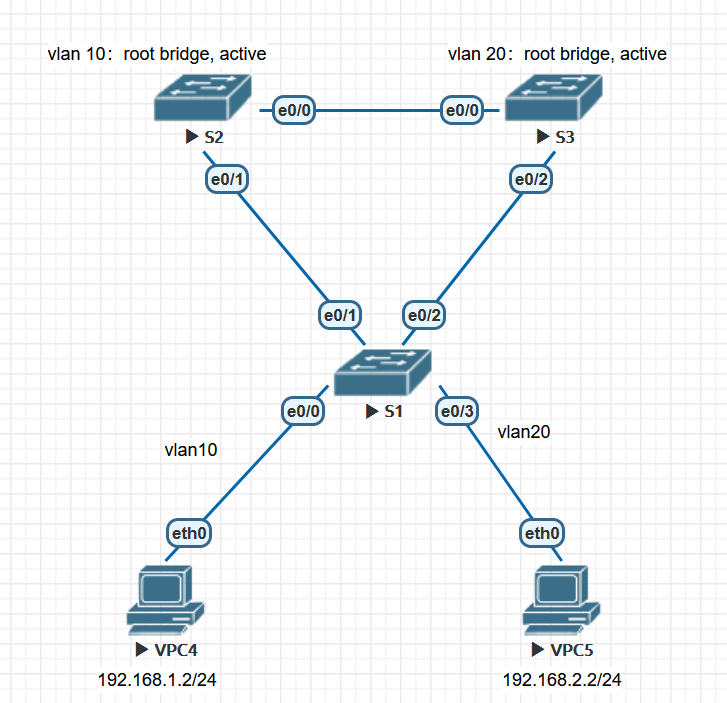 vlan 10：root bridge, active
vlan 20：root bridge, active
e0/0
e0/0
S2
S3
e0/1
e0/2
e0/1
e0/2
e0/0
S1
e0/3
vlan10
vlan20
eth0
eth0
VPC4
VPC5
192.168.1.2/24
192.168.2.2/24